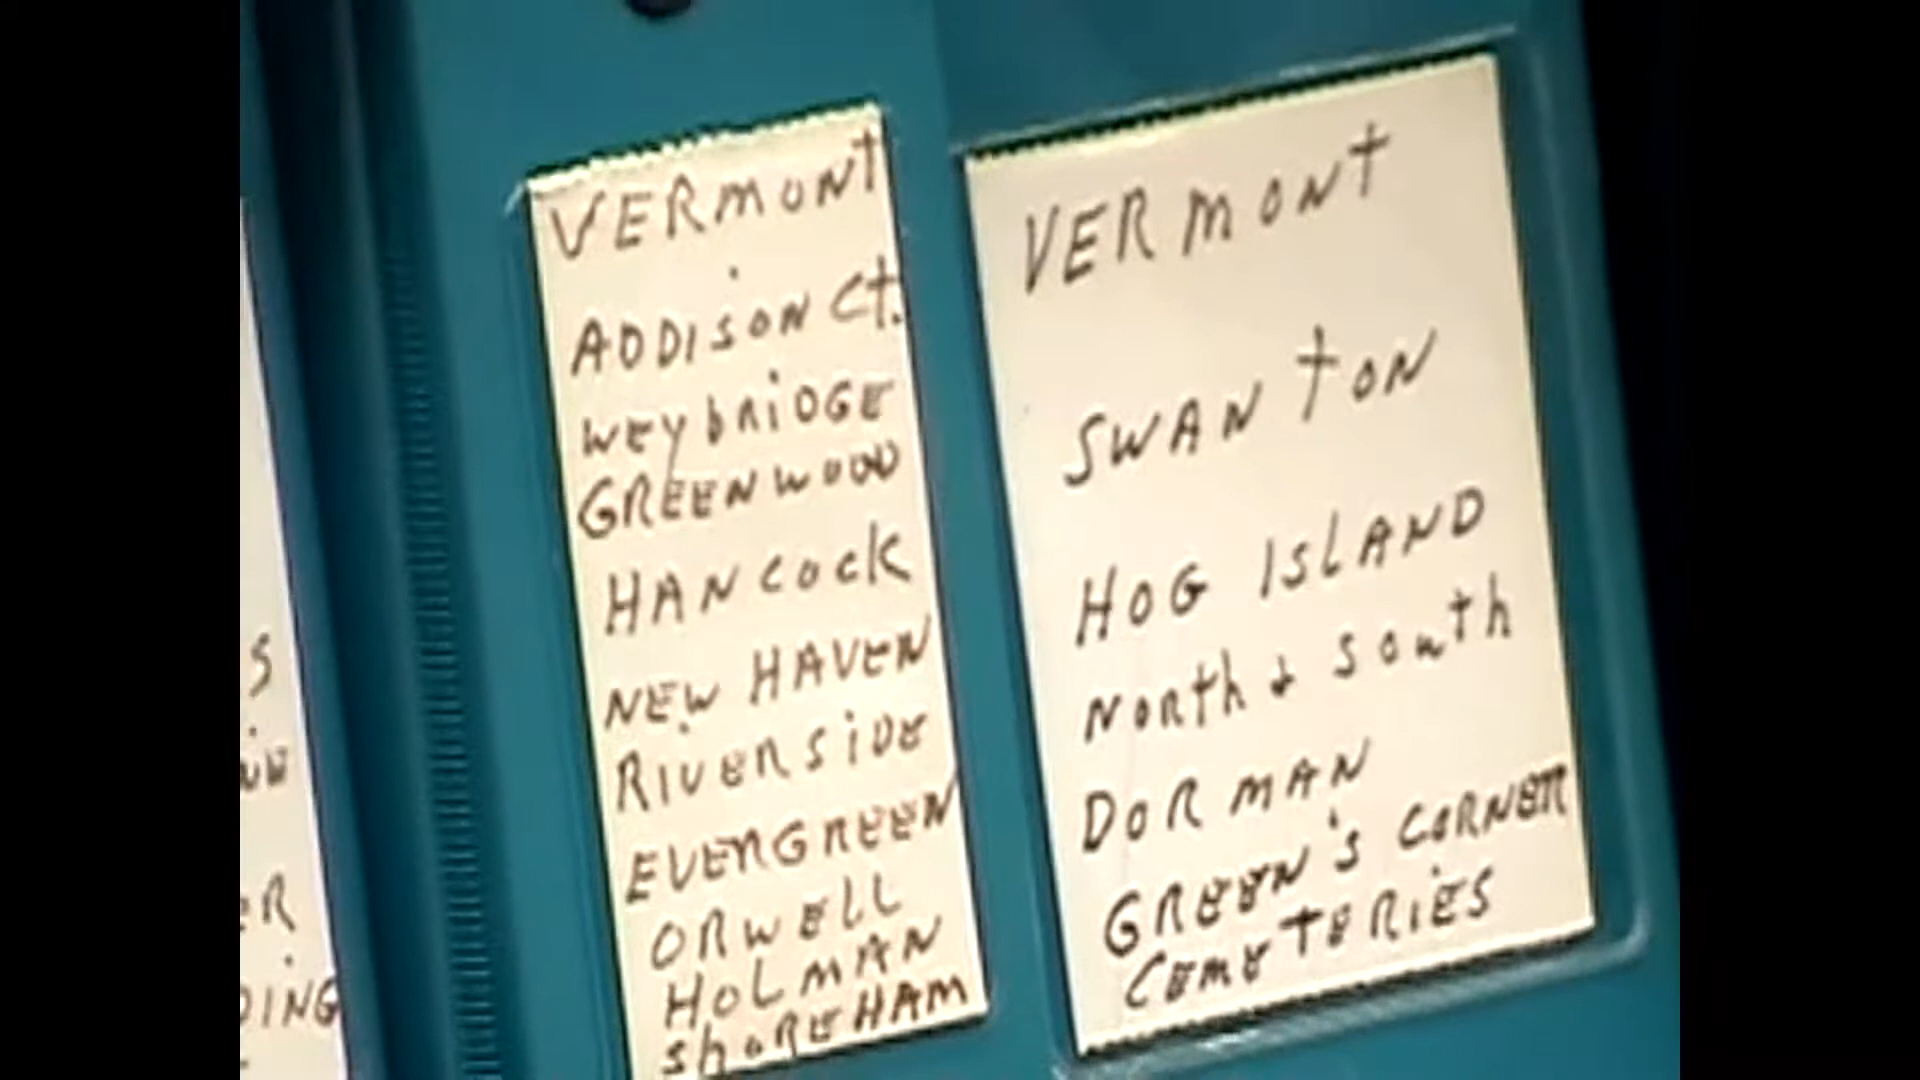 VERMONT
ADDISON Ct.
WEybRiDGE
GREENWOOD
HANCocK
NEW HAVEN
RiVERSiDE
EVERGREEN
ORWELL
HOLMAN
ShoREHAM
VERMONT
SWANtON
HOG ISLAND
NORth & South
DORMAN
GREEN'S CORNER
CEMETERiES